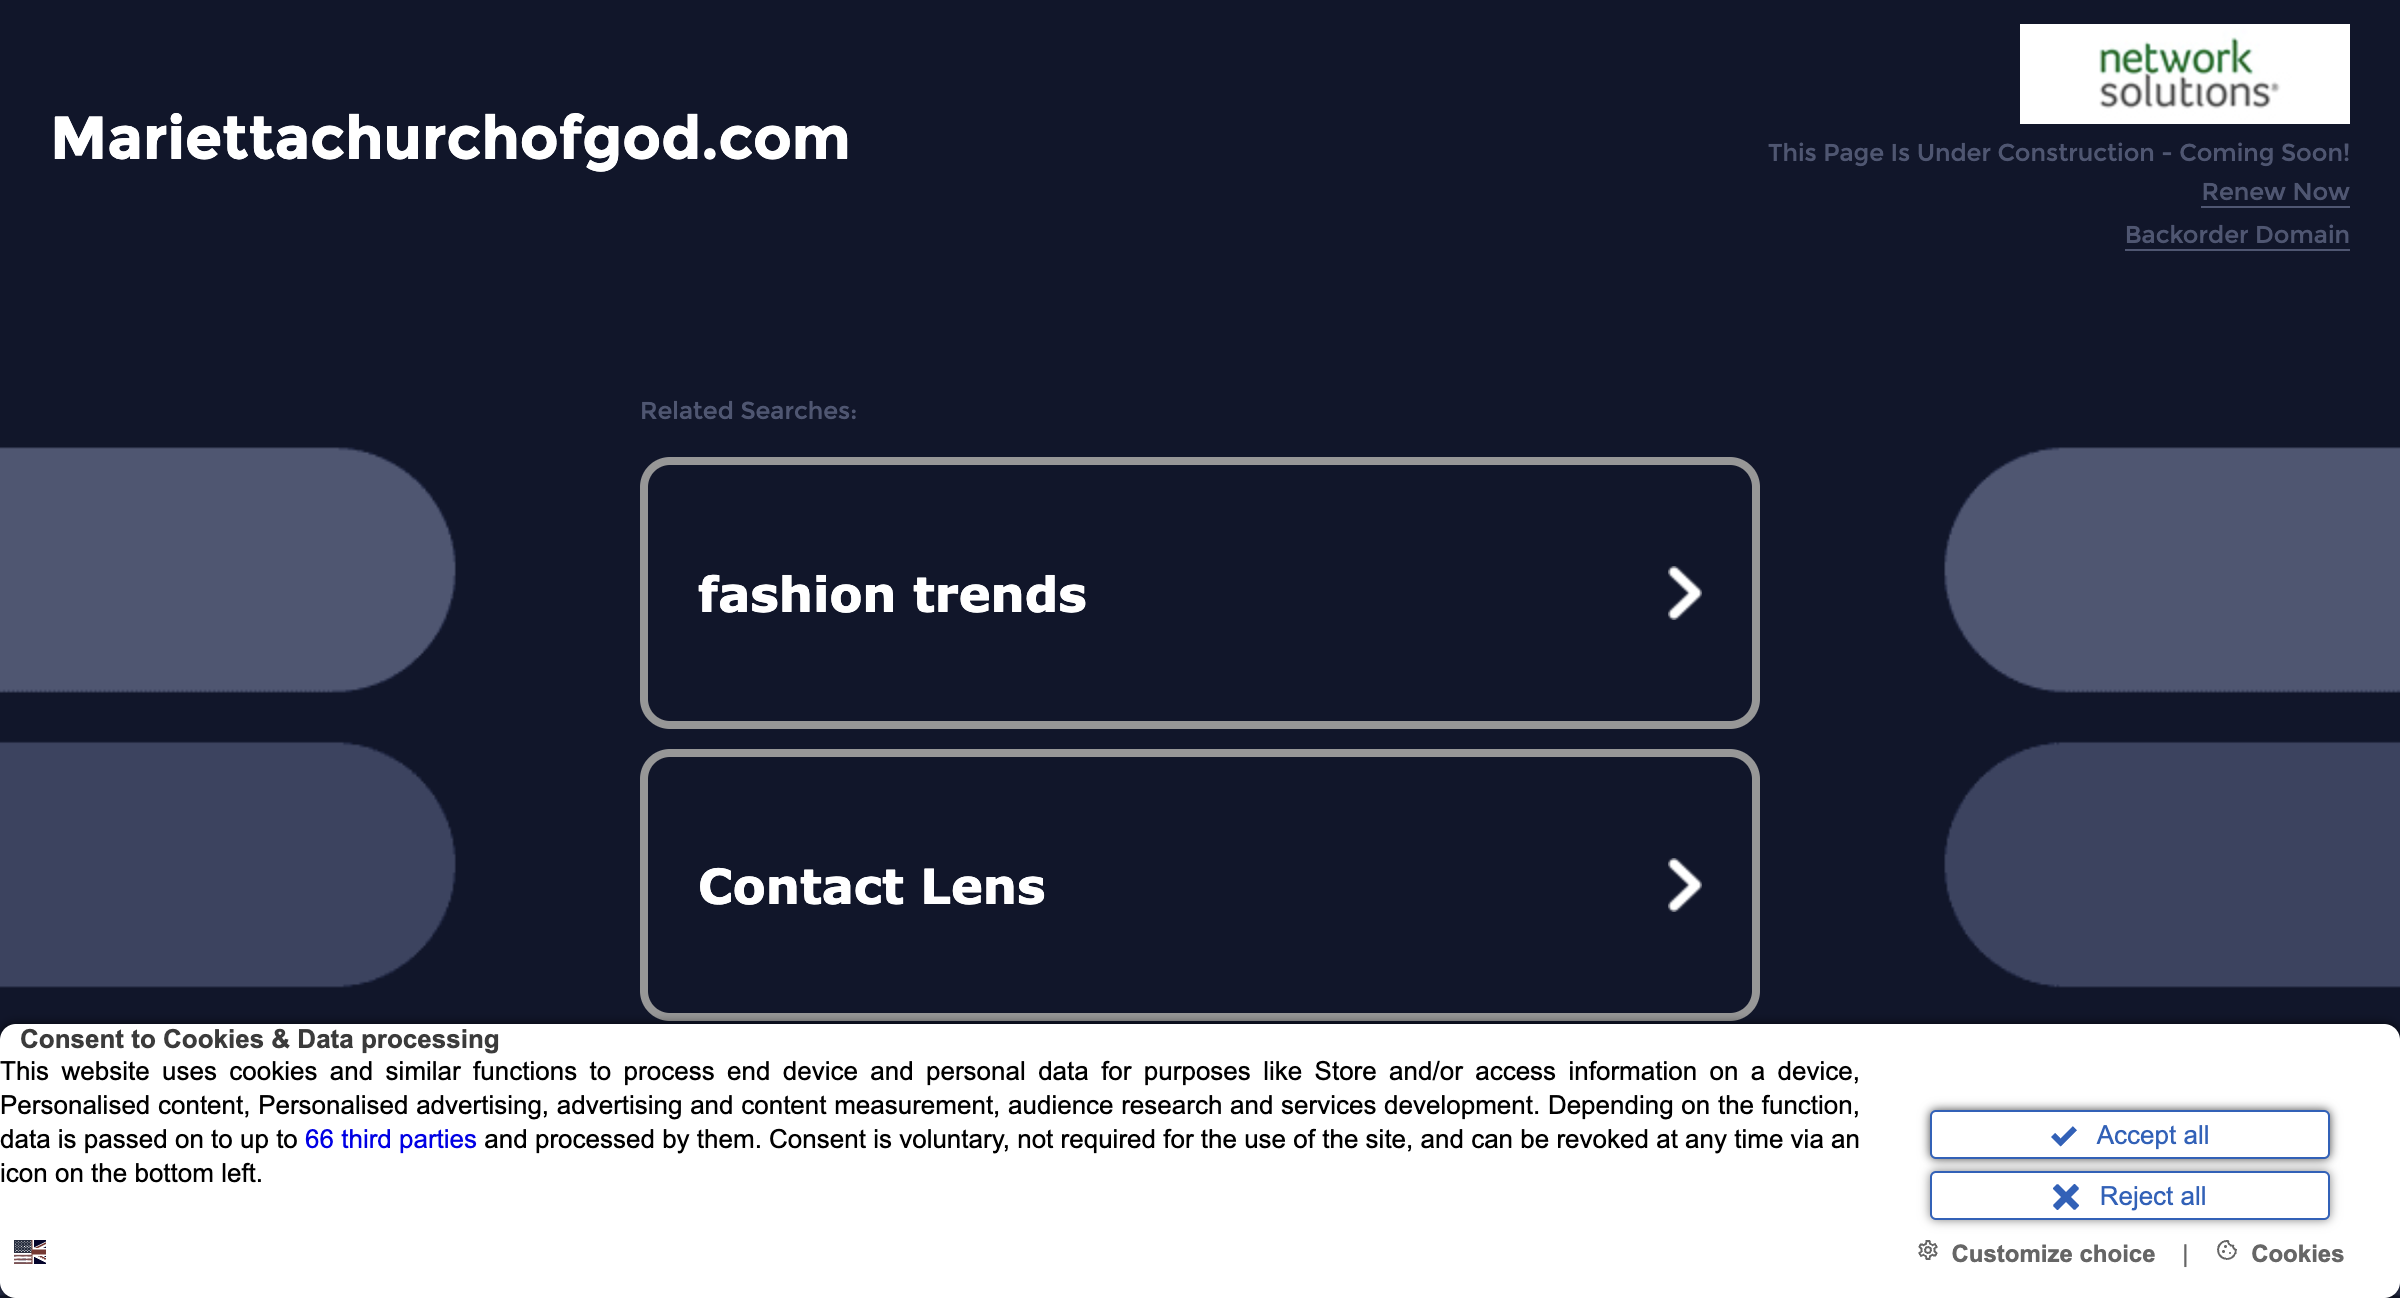 network
solutions®
Mariettachurchofgod.com
This Page Is Under Construction - Coming Soon!
Renew Now
Backorder Domain
Related Searches:
fashion trends
Contact Lens
Consent to Cookies & Data processing
This website uses cookies and similar functions to process end device and personal data for purposes like Store and/or access information on a device,
Personalised content, Personalised advertising, advertising and content measurement, audience research and services development. Depending on the function,
data is passed on to up to 66 third parties and processed by them. Consent is voluntary, not required for the use of the site, and can be revoked at any time via an
icon on the bottom left.
Accept all
Reject all
Customize choice | Cookies